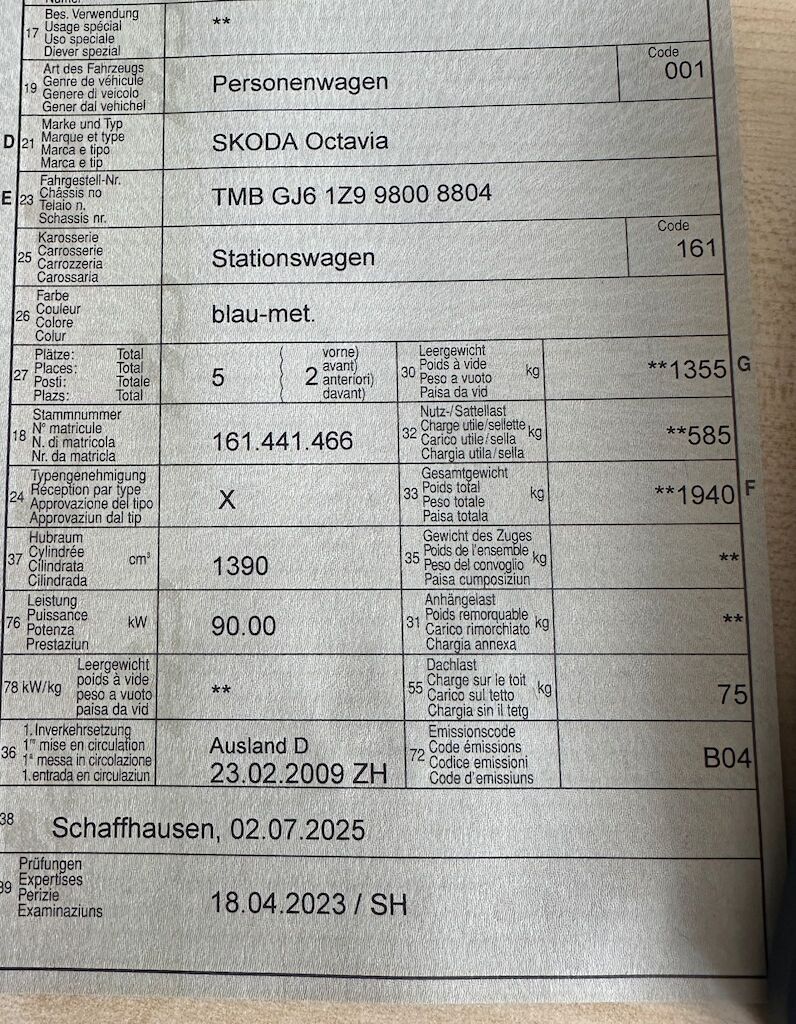 17
Bes. Verwendung
Usage spécial
Uso speciale
Diever spezial
**
19
Art des Fahrzeugs
Genre de véhicule
Genere di veicolo
Gener dal vehichel
Personenwagen
Code
001
D
21
Marke und Typ
Marque et type
Marca e tipo
Marca e tip
SKODA Octavia
E
23
Fahrgestell-Nr.
Châssis no
Telaio n.
Schassis nr.
TMB GJ6 1Z9 9800 8804
25
Karosserie
Carrosserie
Carrozzeria
Carossaria
Stationswagen
Code
161
26
Farbe
Couleur
Colore
Colur
blau-met.
27
Plätze: Total
Places: Total
Posti: Totale
Plazs: Total
5
2
vorne)
avant)
anteriori)
davant)
30
Leergewicht
Poids à vide
Peso a vuoto
Paisa da vid
kg
**1355
G
18
Stammnummer
N° matricule
N. di matricola
Nr. da matricla
161.441.466
32
Nutz-/Sattellast
Charge utile/sellette
Carico utile/sella
Chargia utila/sella
kg
**585
24
Typengenehmigung
Réception par type
Approvazione del tipo
Approvaziun dal tip
X
33
Gesamtgewicht
Poids total
Peso totale
Paisa totala
kg
**1940
F
37
Hubraum
Cylindrée
Cilindrata
Cilindrada
cm³
1390
35
Gewicht des Zuges
Poids de l'ensemble
Peso del convoglio
Paisa cumposiziun
kg
**
76
Leistung
Puissance
Potenza
Prestaziun
kW
90.00
31
Anhängelast
Poids remorquable
Carico rimorchiato
Chargia annexa
kg
**
78 kW/kg
Leergewicht
poids à vide
peso a vuoto
paisa da vid
**
55
Dachlast
Charge sur le toit
Carico sul tetto
Chargia sin il tetg
kg
75
36
1. Inverkehrsetzung
1re mise en circulation
1a messa in circolazione
1. entrada en circulaziun
Ausland D
23.02.2009 ZH
72
Emissionscode
Code émissions
Codice emissioni
Code d'emissiuns
B04
38
Schaffhausen, 02.07.2025
39
Prüfungen
Expertises
Perizie
Examinaziuns
18.04.2023 / SH